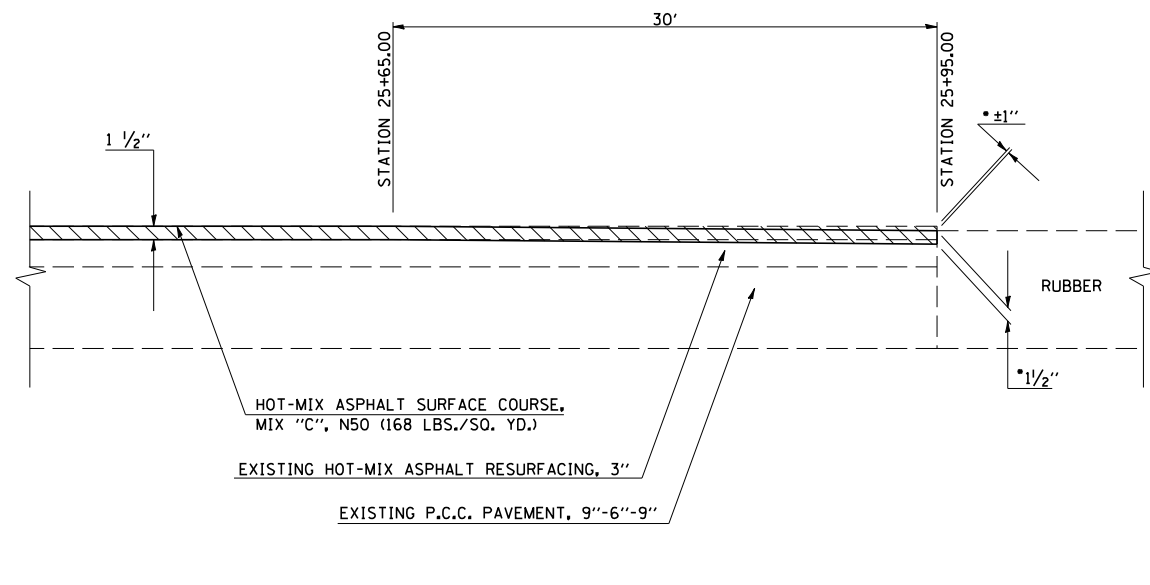 30'
STATION 25+65.00
STATION 25+95.00
• ±1"
1 1/2"
RUBBER
•1 1/2"
HOT-MIX ASPHALT SURFACE COURSE,
MIX "C", N50 (168 LBS./SQ. YD.)
EXISTING HOT-MIX ASPHALT RESURFACING, 3"
EXISTING P.C.C. PAVEMENT, 9"-6"-9"